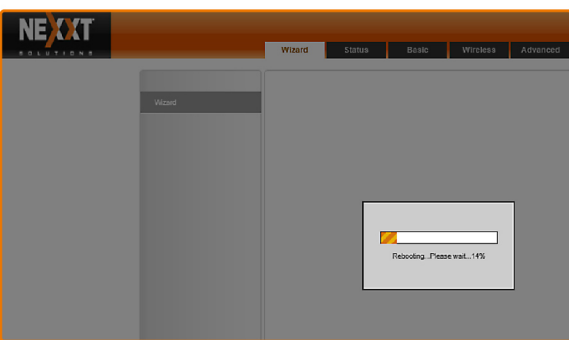 NEXXT
SOLUTIONS
Wizard Status Basic Wireless Advanced
Wizard
Rebooting...Please wait...14%